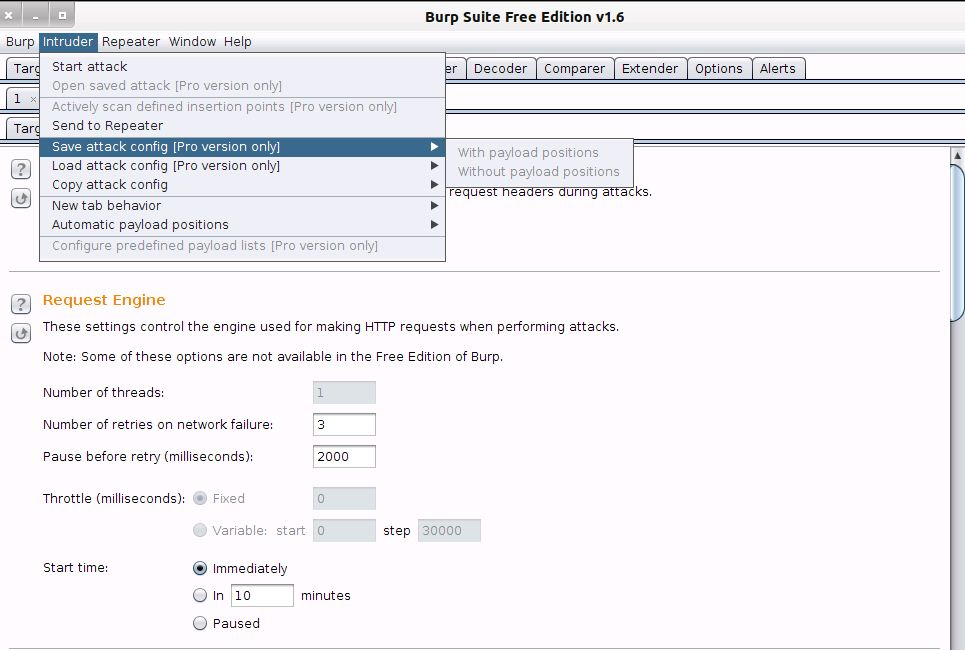 Burp Suite Free Edition v1.6
Burp Intruder Repeater Window Help
Targ er Decoder Comparer Extender Options Alerts
Start attack
Open saved attack [Pro version only]
1 ×
Actively scan defined insertion points [Pro version only]
Send to Repeater
Targ
Save attack config [Pro version only]
With payload positions
Load attack config [Pro version only]
Without payload positions
Copy attack config
request headers during attacks.
New tab behavior
Automatic payload positions
Configure predefined payload lists [Pro version only]
? Request Engine
These settings control the engine used for making HTTP requests when performing attacks.
Note: Some of these options are not available in the Free Edition of Burp.
Number of threads: 1
Number of retries on network failure: 3
Pause before retry (milliseconds): 2000
Throttle (milliseconds): Fixed 0
Variable: start 0 step 30000
Start time: Immediately
In 10 minutes
Paused